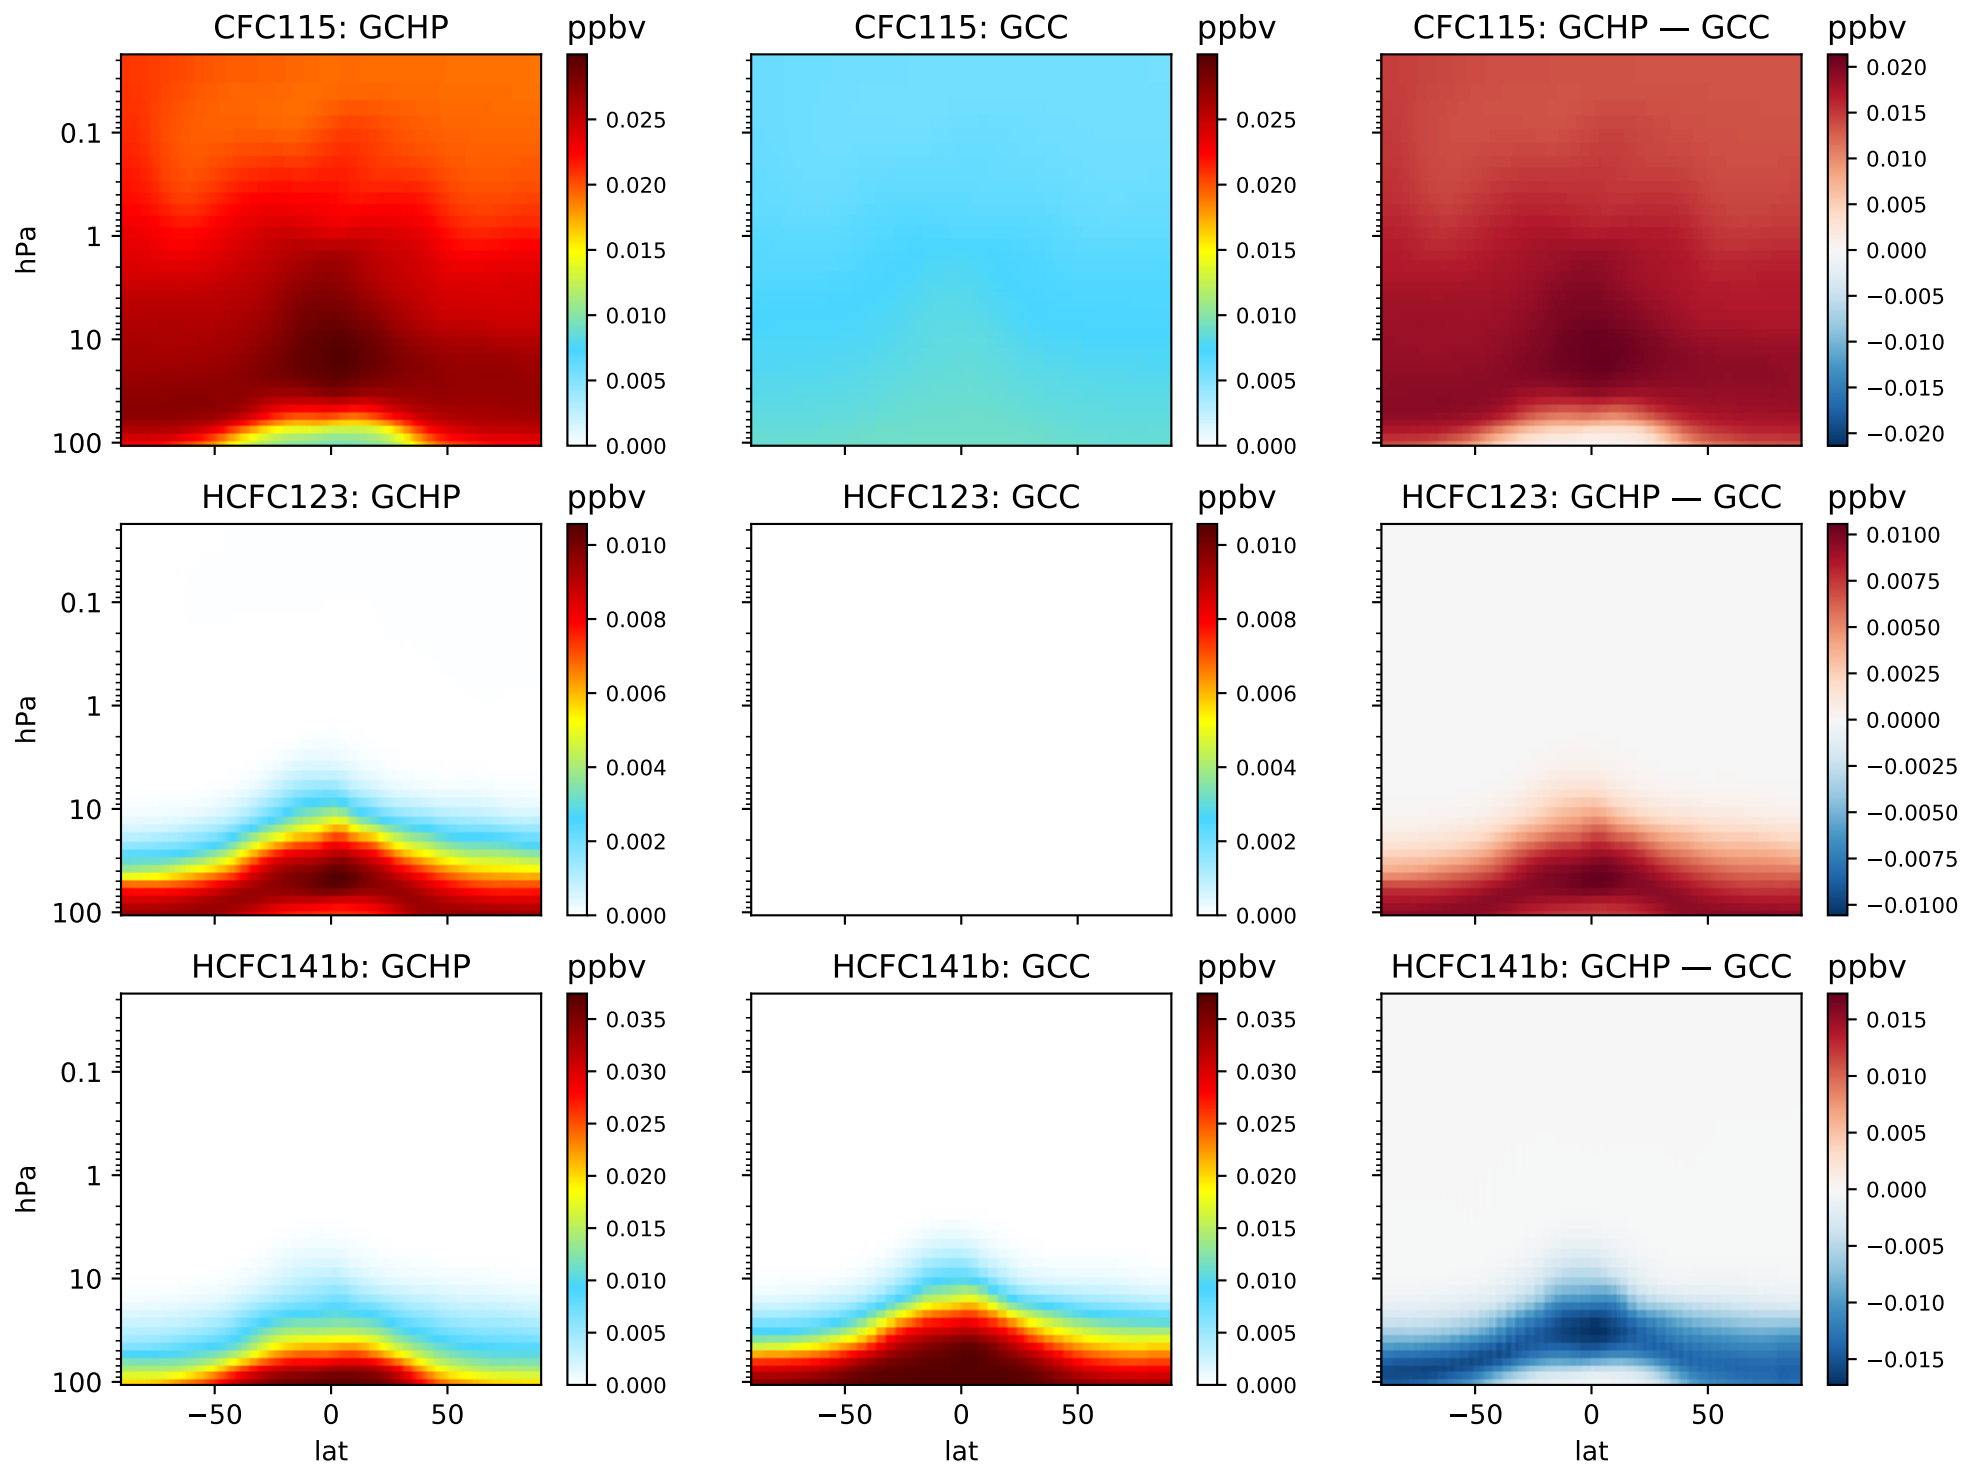 CFC115: GCHP ppbv CFC115: GCC ppbv CFC115: GCHP — GCC ppbv
0.025 0.025 0.020
0.1 0.020 0.020 0.015
0.010
hPa 1 0.015 0.015 0.005
0.000
10 0.010 0.010 −0.005
−0.010
0.005 0.005 −0.015
100 0.000 0.000 −0.020
HCFC123: GCHP ppbv HCFC123: GCC ppbv HCFC123: GCHP — GCC ppbv
0.010 0.010 0.0100
0.1 0.008 0.008 0.0075
0.0050
hPa 1 0.006 0.006 0.0025
0.0000
10 0.004 0.004 −0.0025
−0.0050
0.002 0.002 −0.0075
100 0.000 0.000 −0.0100
HCFC141b: GCHP ppbv HCFC141b: GCC ppbv HCFC141b: GCHP — GCC ppbv
0.035 0.035 0.015
0.1 0.030 0.030 0.010
0.025 0.025 0.005
hPa 1 0.020 0.020 0.000
0.015 0.015 −0.005
10 0.010 0.010 −0.010
0.005 0.005 −0.015
100 0.000 0.000
−50 0 50 −50 0 50 −50 0 50
lat lat lat